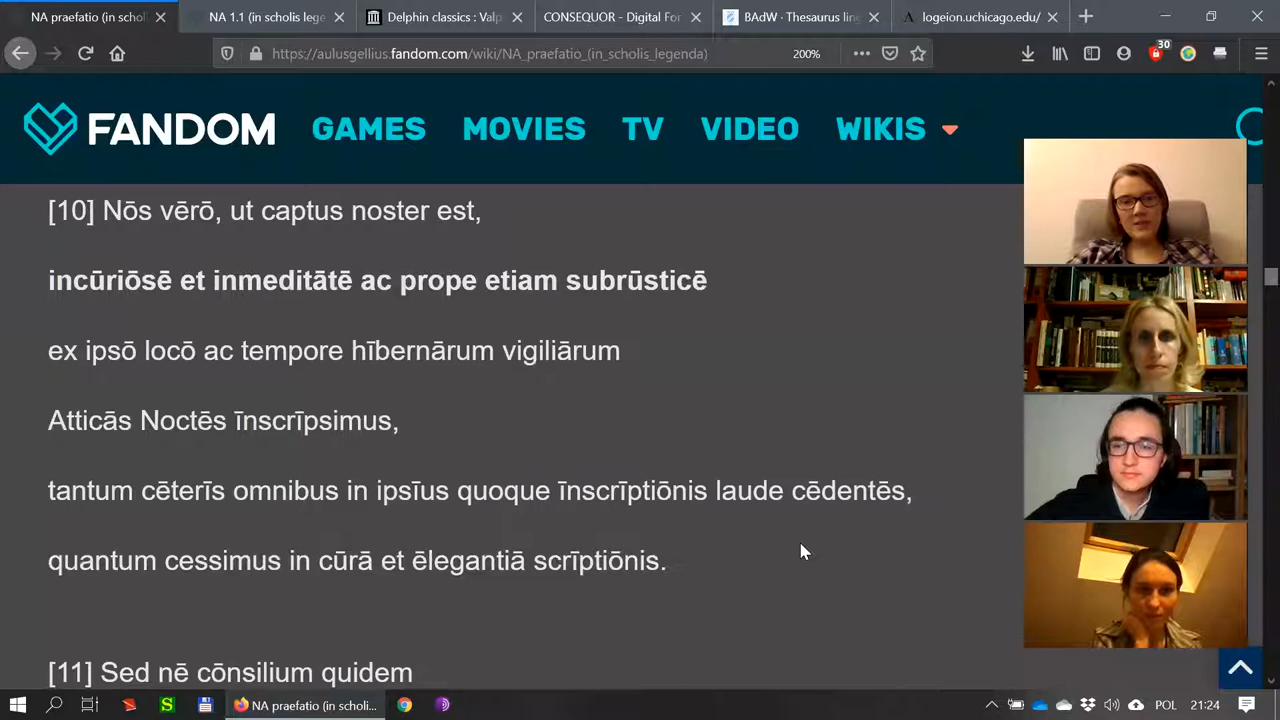 NA praefatio (in schol
NA 1.1 (in scholis lege
Delphin classics : Valp
CONSEQUOR - Digital For
BAdW · Thesaurus lin
logeion.uchicago.edu/
https://aulusgellius.fandom.com/wiki/NA_praefatio_(in_scholis_legenda)
200%
30
FANDOM
GAMES
MOVIES
TV
VIDEO
WIKIS
[10] Nōs vērō, ut captus noster est,
incūriōsē et inmeditātē ac prope etiam subrūsticē
ex ipsō locō ac tempore hībernārum vigiliārum
Atticās Noctēs īnscrīpsimus,
tantum cēterīs omnibus in ipsīus quoque īnscrīptiōnis laude cēdentēs,
quantum cessimus in cūrā et ēlegantiā scrīptiōnis.
[11] Sed nē cōnsilium quidem
S
NA praefatio (in scholi...
POL
21:24